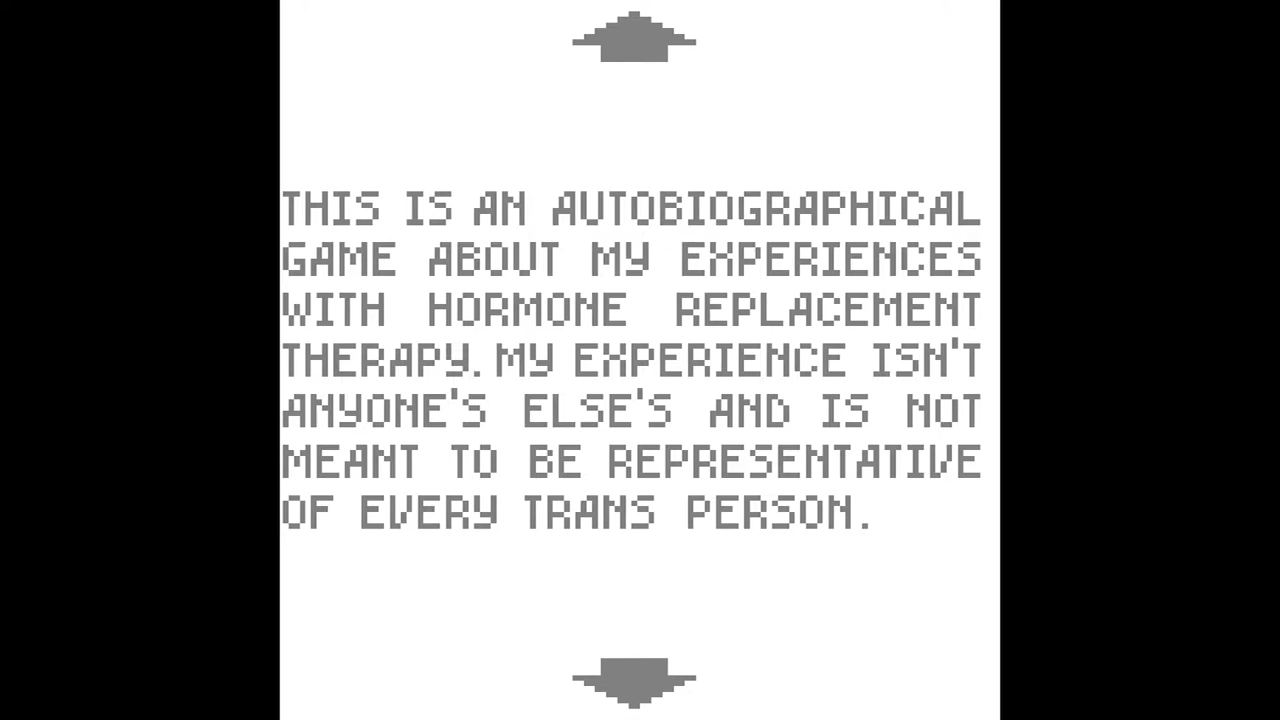 THIS IS AN AUTOBIOGRAPHICAL
GAME ABOUT MY EXPERIENCES
WITH HORMONE REPLACEMENT
THERAPY. MY EXPERIENCE ISN'T
ANYONE'S ELSE'S AND IS NOT
MEANT TO BE REPRESENTATIVE
OF EVERY TRANS PERSON.